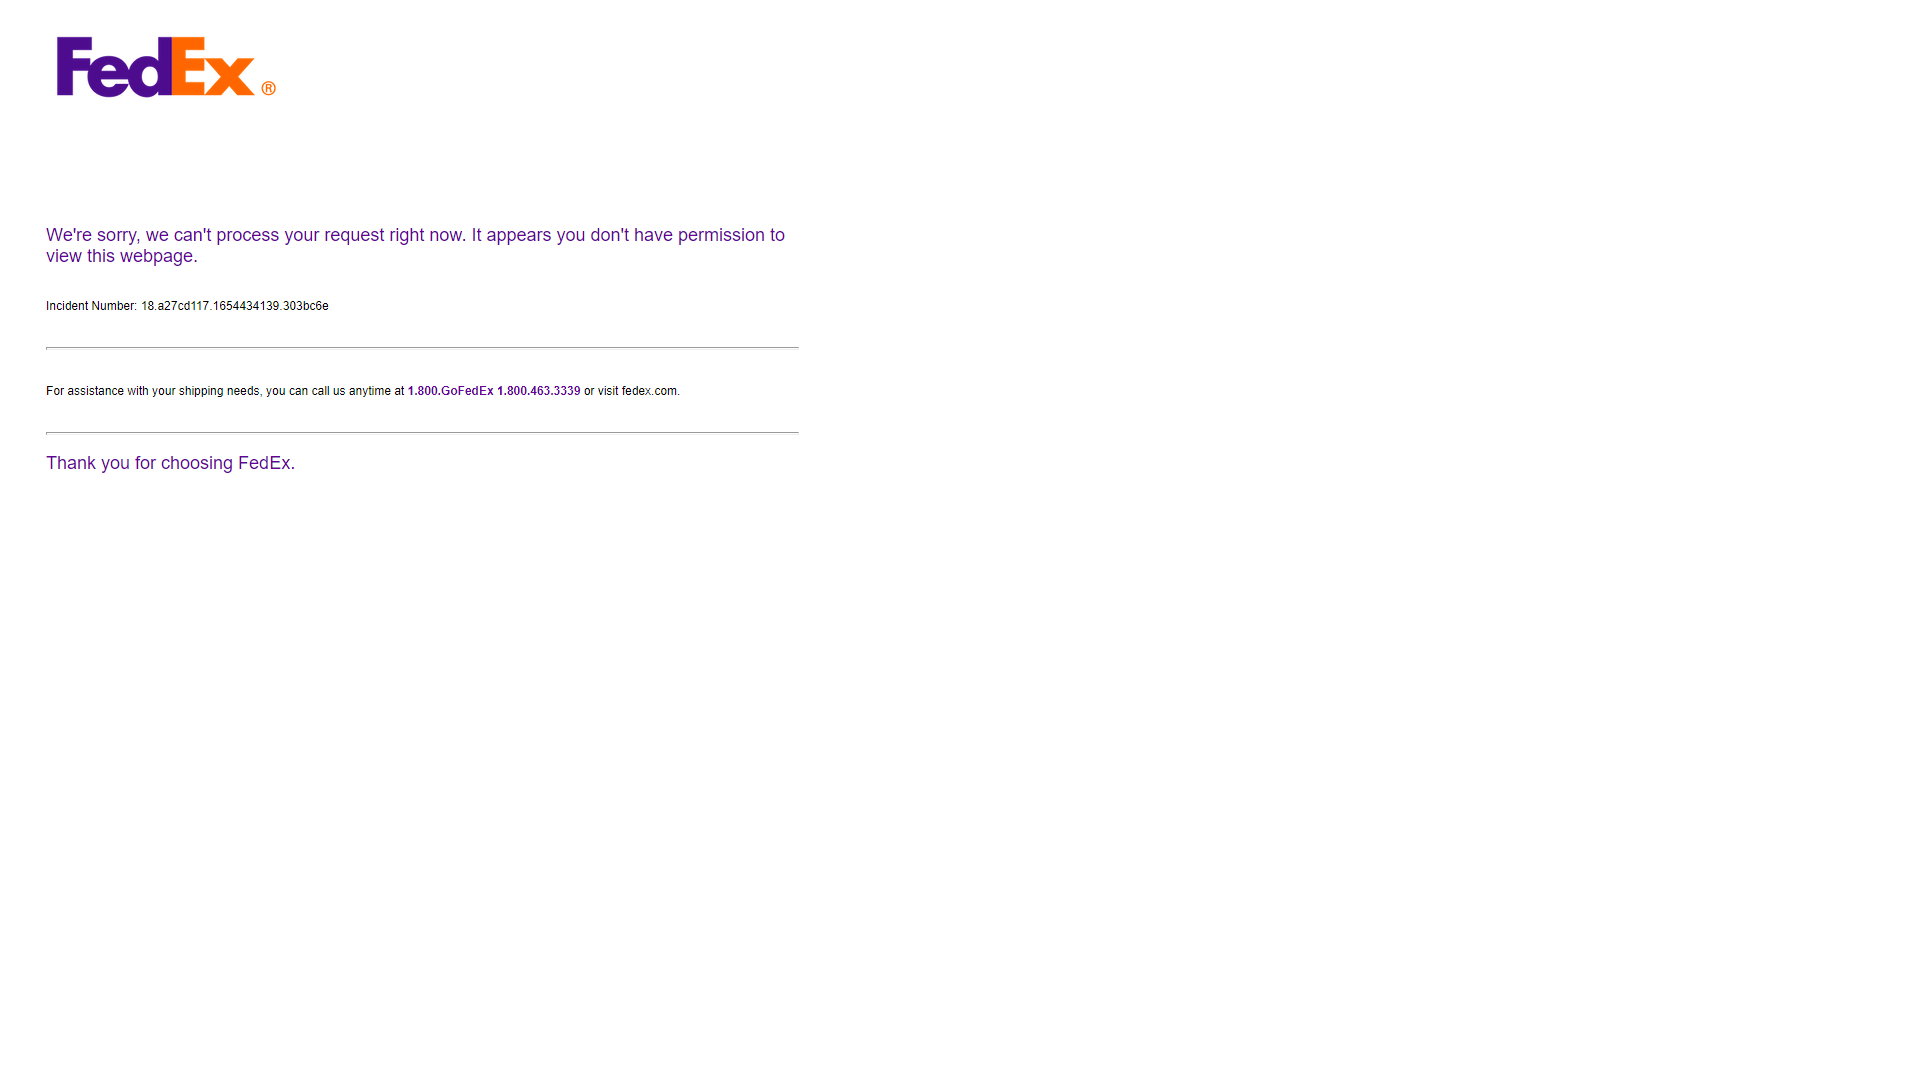 FedEx ®
We're sorry, we can't process your request right now. It appears you don't have permission to
view this webpage.
Incident Number: 18.a27cd117.1654434139.303bc6e
For assistance with your shipping needs, you can call us anytime at 1.800.GoFedEx 1.800.463.3339 or visit fedex.com.
Thank you for choosing FedEx.